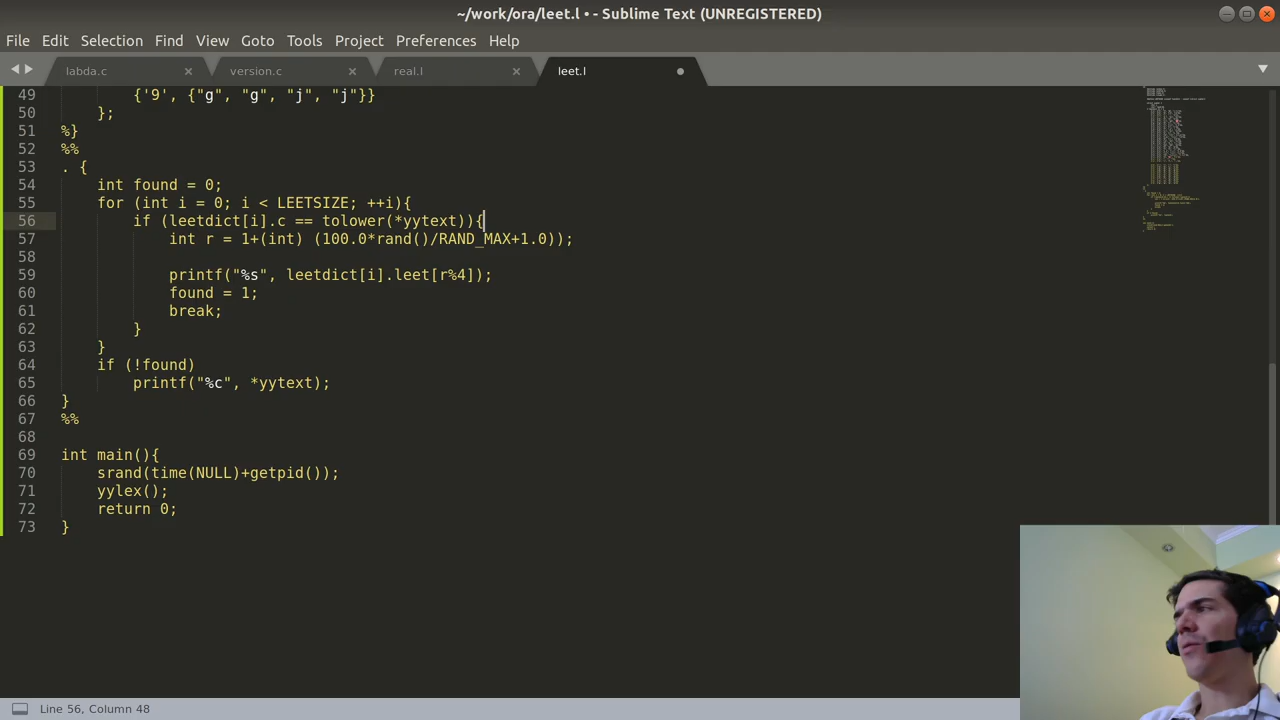 ~/work/ora/leet.l • - Sublime Text (UNREGISTERED)
File Edit Selection Find View Goto Tools Project Preferences Help
labda.c version.c real.l leet.l
49 {'9', {"g", "g", "j", "j"}}
50 };
51 %}
52 %%
53 . {
54 int found = 0;
55 for (int i = 0; i < LEETSIZE; ++i){
56 if (leetdict[i].c == tolower(*yytext)){
57 int r = 1+(int) (100.0*rand()/RAND_MAX+1.0));
58
59 printf("%s", leetdict[i].leet[r%4]);
60 found = 1;
61 break;
62 }
63 }
64 if (!found)
65 printf("%c", *yytext);
66 }
67 %%
68
69 int main(){
70 srand(time(NULL)+getpid());
71 yylex();
72 return 0;
73 }
Line 56, Column 48